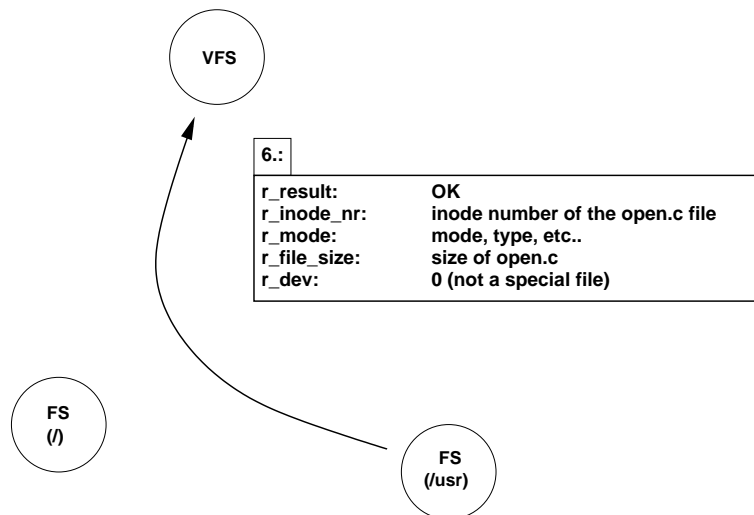 VFS
6.:
r_result: OK
r_inode_nr: inode number of the open.c file
r_mode: mode, type, etc..
r_file_size: size of open.c
r_dev: 0 (not a special file)
FS
(/)
FS
(/usr)